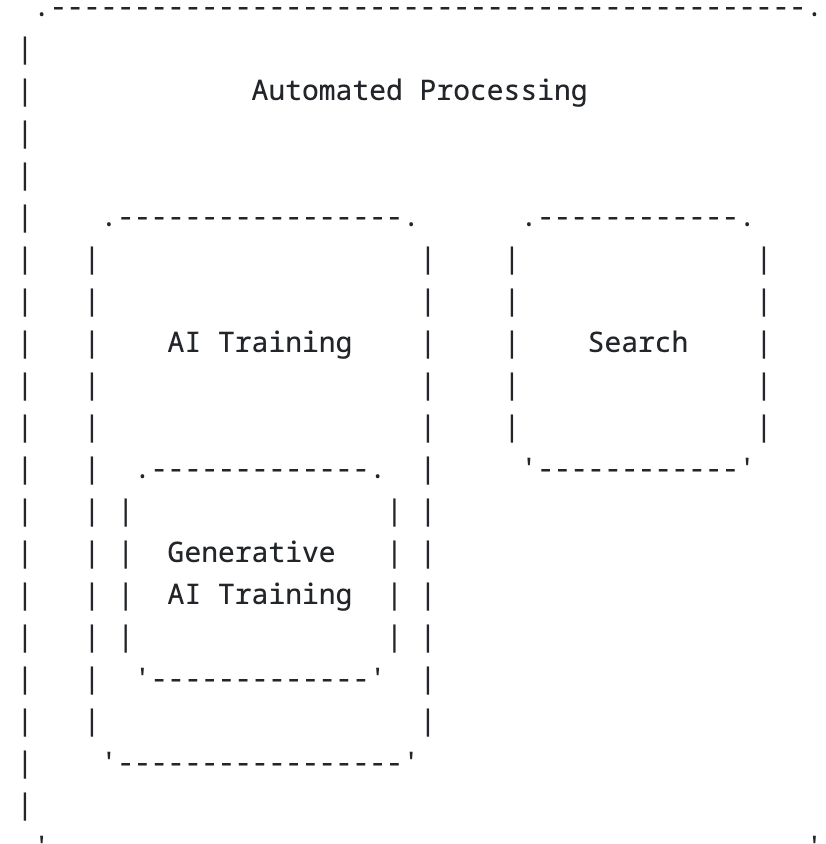 Automated Processing
AI Training
Search
Generative
AI Training